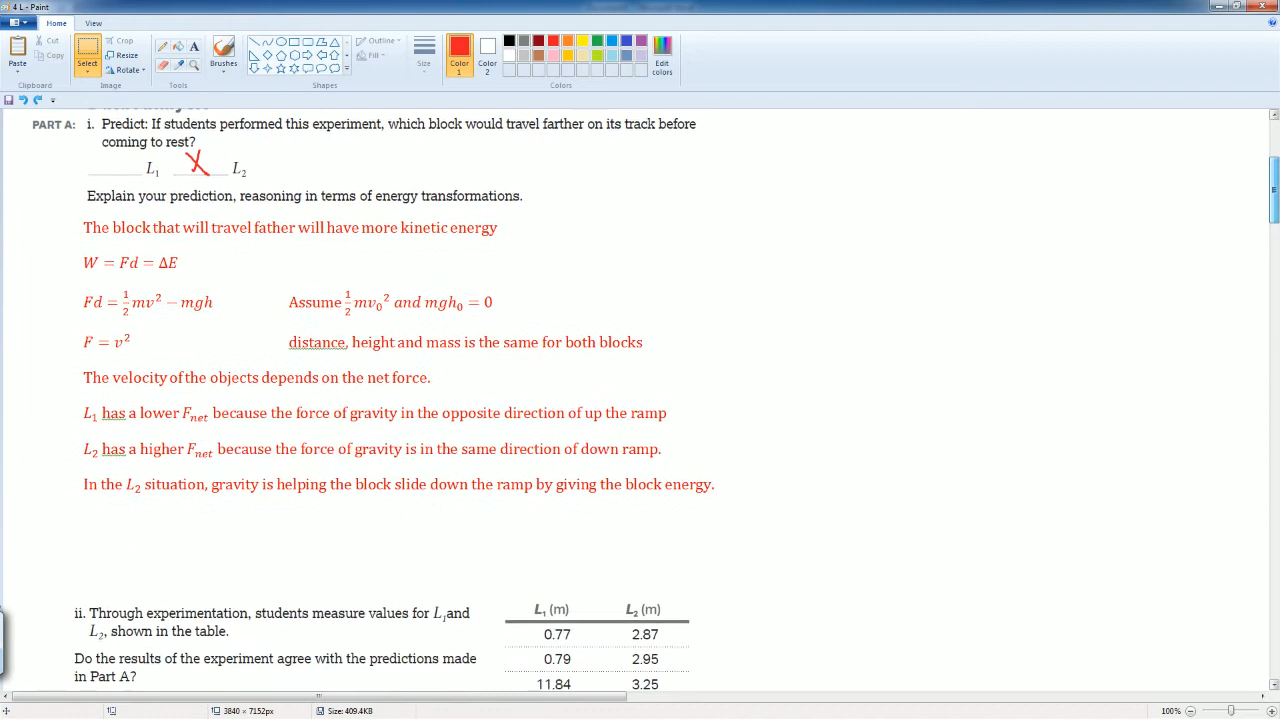 4 L - Paint
Home View
Paste Cut Copy
Clipboard
Select Crop Resize Rotate
Image
A
Tools
Brushes
Shapes
Outline Fill
Size
Color 1
Color 2
Edit colors
Colors
PART A: i. Predict: If students performed this experiment, which block would travel farther on its track before
coming to rest?
L₁ X L₂
Explain your prediction, reasoning in terms of energy transformations.
The block that will travel father will have more kinetic energy
W = Fd = ΔE
Fd = 1/2 mv² − mgh Assume 1/2 mv₀² and mgh₀ = 0
F = v² distance, height and mass is the same for both blocks
The velocity of the objects depends on the net force.
L₁ has a lower Fnet because the force of gravity in the opposite direction of up the ramp
L₂ has a higher Fnet because the force of gravity is in the same direction of down ramp.
In the L₂ situation, gravity is helping the block slide down the ramp by giving the block energy.
ii. Through experimentation, students measure values for L₁and
L₂, shown in the table.
Do the results of the experiment agree with the predictions made
in Part A?
L₁ (m) L₂ (m)
0.77 2.87
0.79 2.95
11.84 3.25
3840 × 7152px Size: 409.4KB 100%